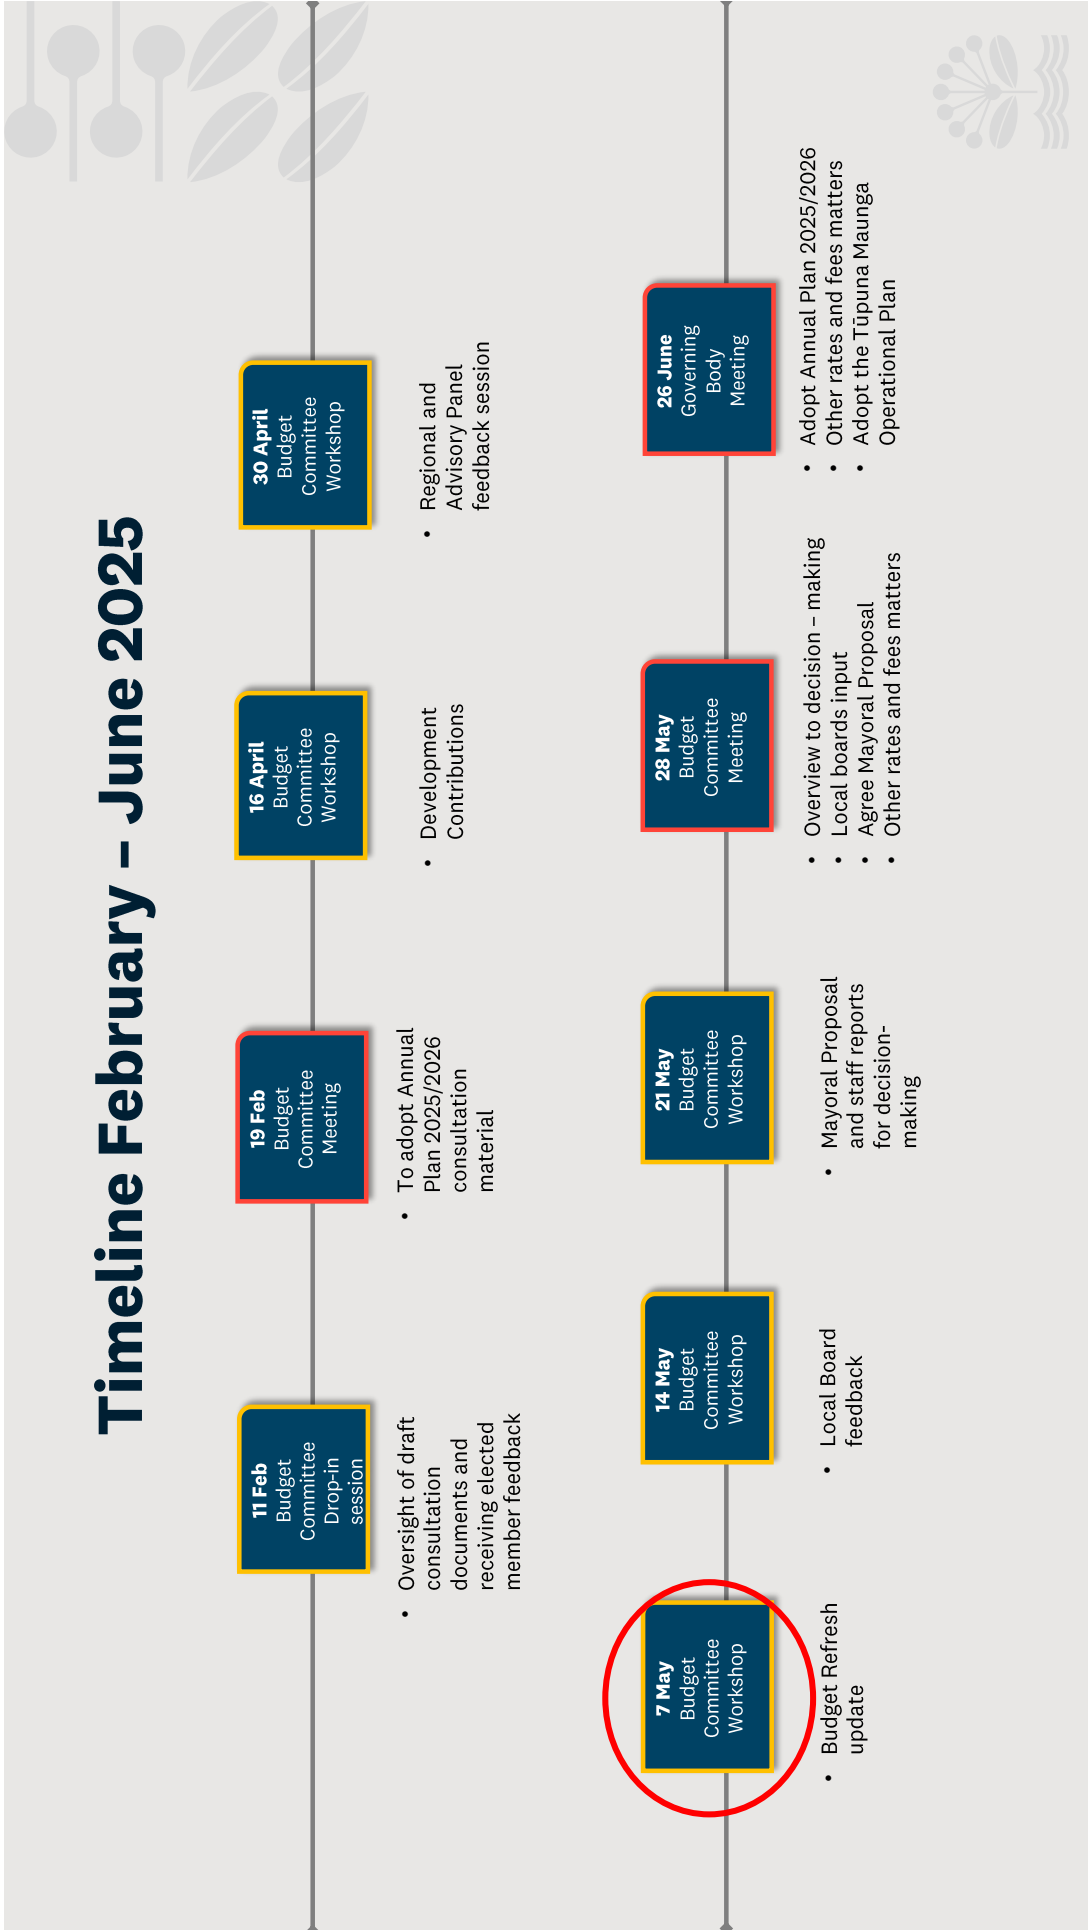 Timeline February – June 2025
11 Feb
Budget
Committee
Drop-in
session
• Oversight of draft
consultation
documents and
receiving elected
member feedback
19 Feb
Budget
Committee
Meeting
• To adopt Annual
Plan 2025/2026
consultation
material
16 April
Budget
Committee
Workshop
• Development
Contributions
30 April
Budget
Committee
Workshop
• Regional and
Advisory Panel
feedback session
7 May
Budget
Committee
Workshop
• Budget Refresh
update
14 May
Budget
Committee
Workshop
• Local Board
feedback
21 May
Budget
Committee
Workshop
• Mayoral Proposal
and staff reports
for decision-
making
28 May
Budget
Committee
Meeting
• Overview to decision – making
• Local boards input
• Agree Mayoral Proposal
• Other rates and fees matters
26 June
Governing
Body
Meeting
• Adopt Annual Plan 2025/2026
• Other rates and fees matters
• Adopt the Tūpuna Maunga
Operational Plan